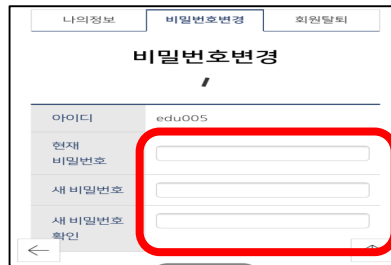 나의정보 비밀번호변경 회원탈퇴
비밀번호변경
아이디 edu005
현재
비밀번호
새 비밀번호
새 비밀번호
확인